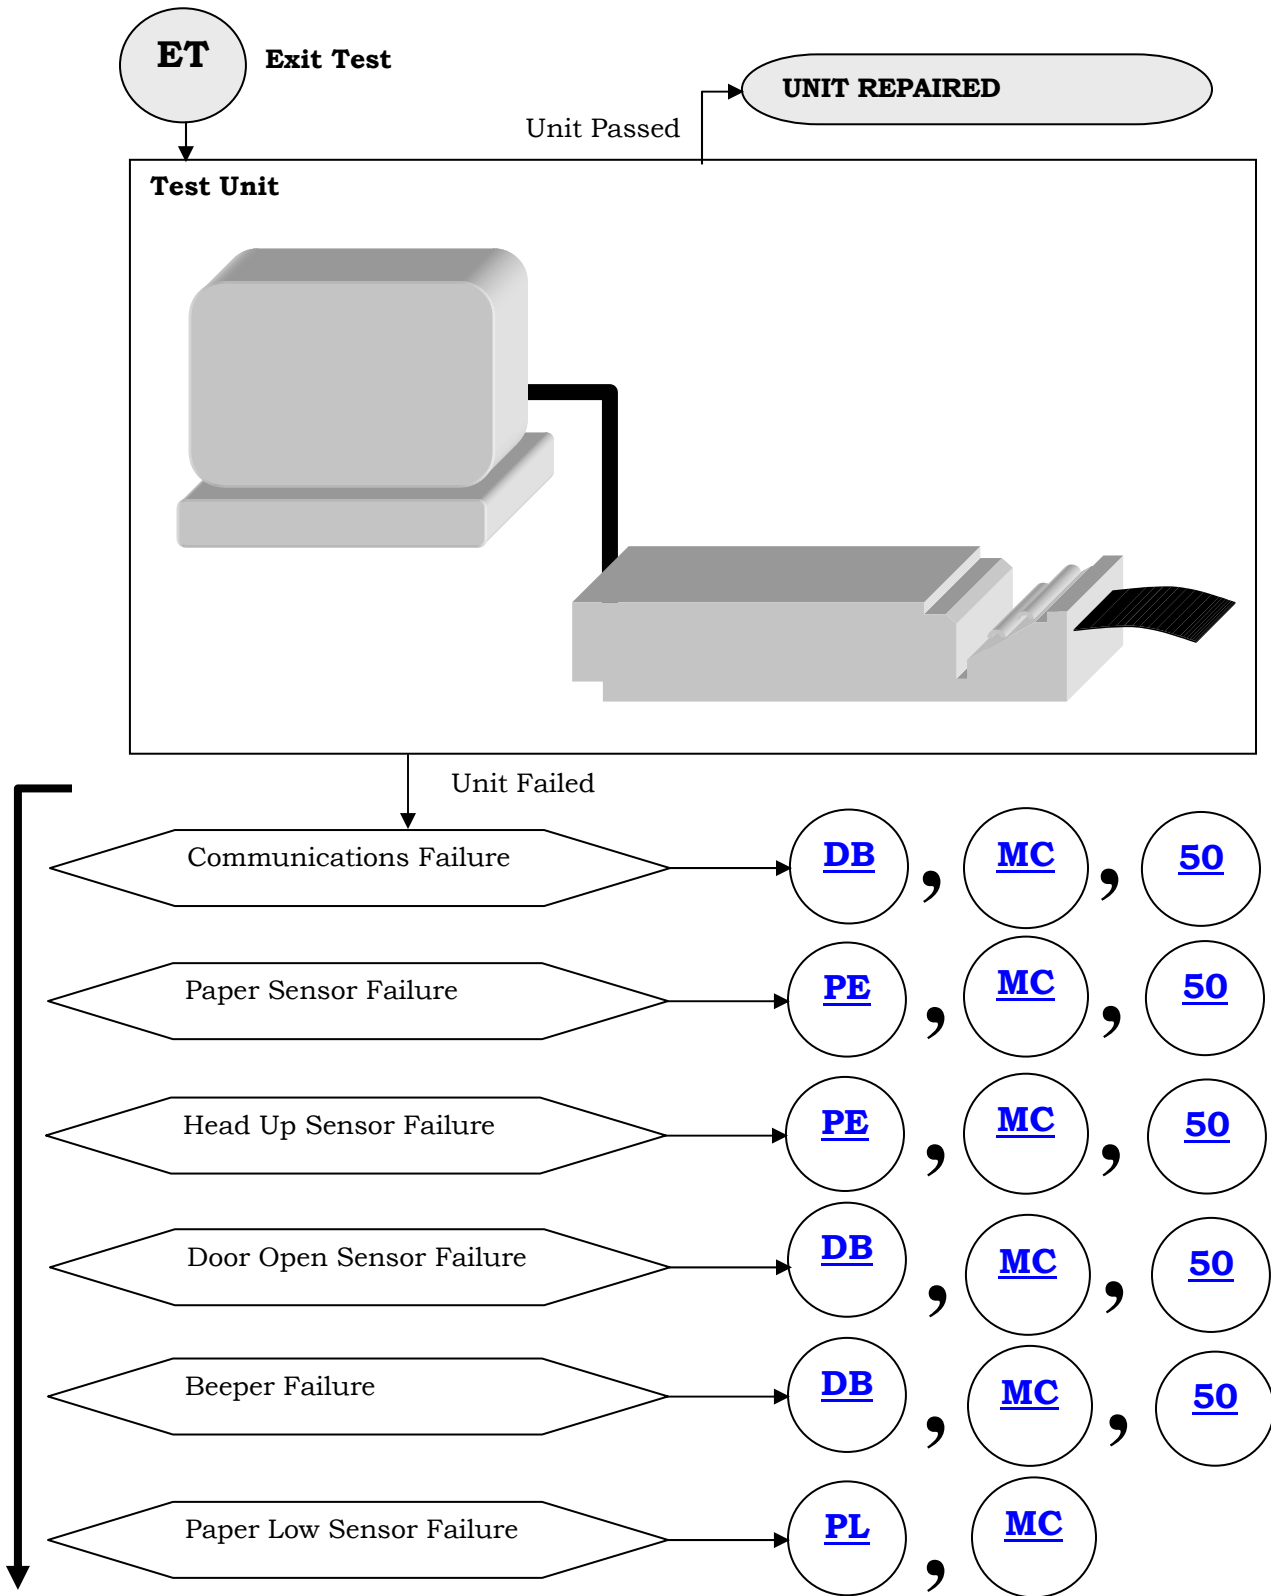 ET Exit Test
UNIT REPAIRED
Unit Passed
Test Unit
Unit Failed
Communications Failure DB , MC , 50
Paper Sensor Failure PE , MC , 50
Head Up Sensor Failure PE , MC , 50
Door Open Sensor Failure DB , MC , 50
Beeper Failure DB , MC , 50
Paper Low Sensor Failure PL , MC